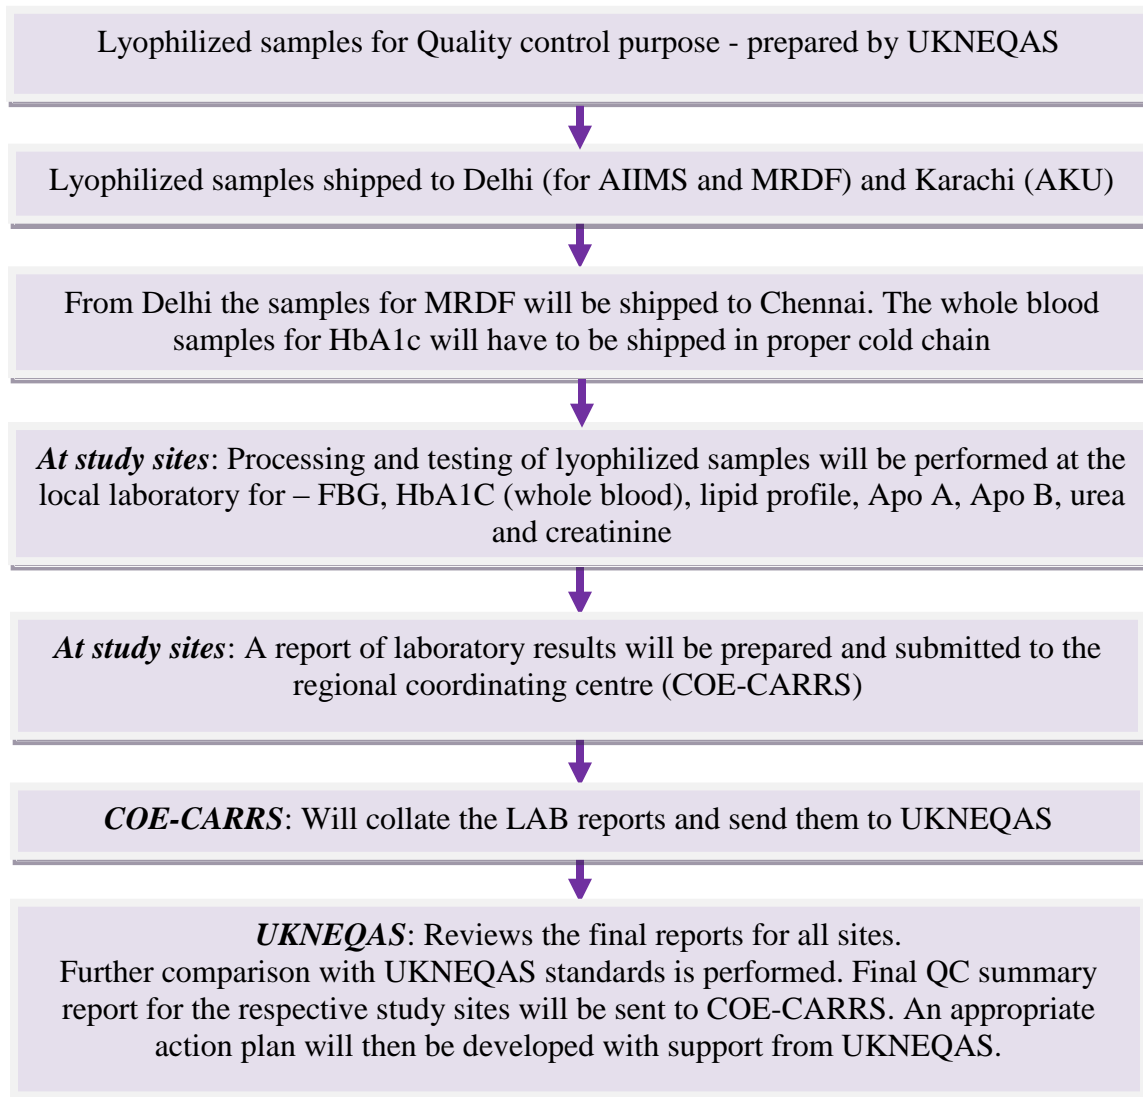 Lyophilized samples for Quality control purpose - prepared by UKNEQAS
Lyophilized samples shipped to Delhi (for AIIMS and MRDF) and Karachi (AKU)
From Delhi the samples for MRDF will be shipped to Chennai. The whole blood
samples for HbA1c will have to be shipped in proper cold chain
At study sites: Processing and testing of lyophilized samples will be performed at the
local laboratory for – FBG, HbA1C (whole blood), lipid profile, Apo A, Apo B, urea
and creatinine
At study sites: A report of laboratory results will be prepared and submitted to the
regional coordinating centre (COE-CARRS)
COE-CARRS: Will collate the LAB reports and send them to UKNEQAS
UKNEQAS: Reviews the final reports for all sites.
Further comparison with UKNEQAS standards is performed. Final QC summary
report for the respective study sites will be sent to COE-CARRS. An appropriate
action plan will then be developed with support from UKNEQAS.